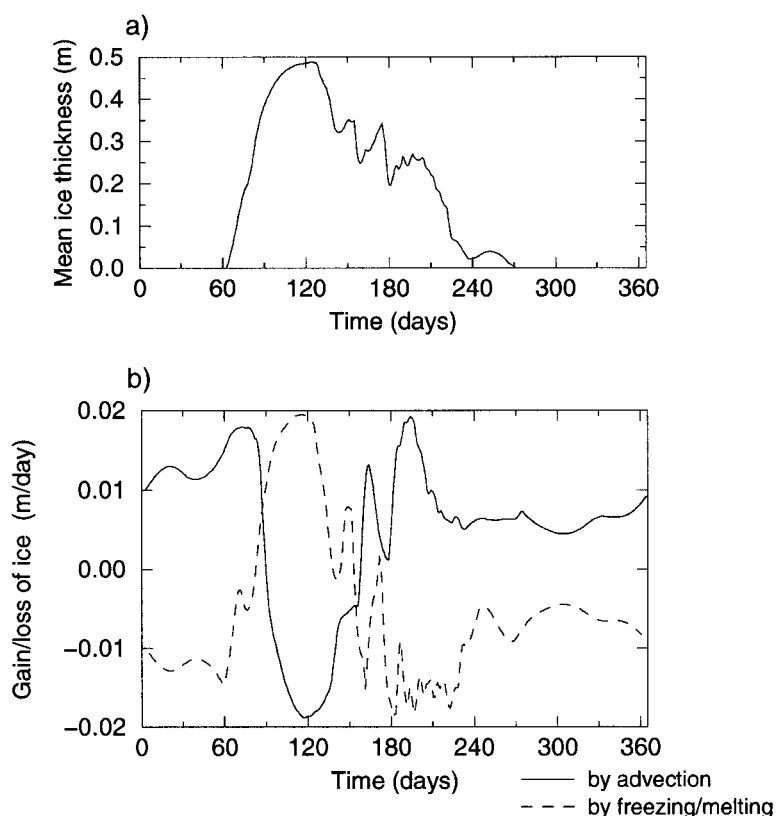 a)
Mean ice thickness (m)
0.5
0.4
0.3
0.2
0.1
0.0
0 60 120 180 240 300 360
Time (days)
b)
Gain/loss of ice (m/day)
0.02
0.01
0.00
−0.01
−0.02
0 60 120 180 240 300 360
Time (days)
by advection
by freezing/melting